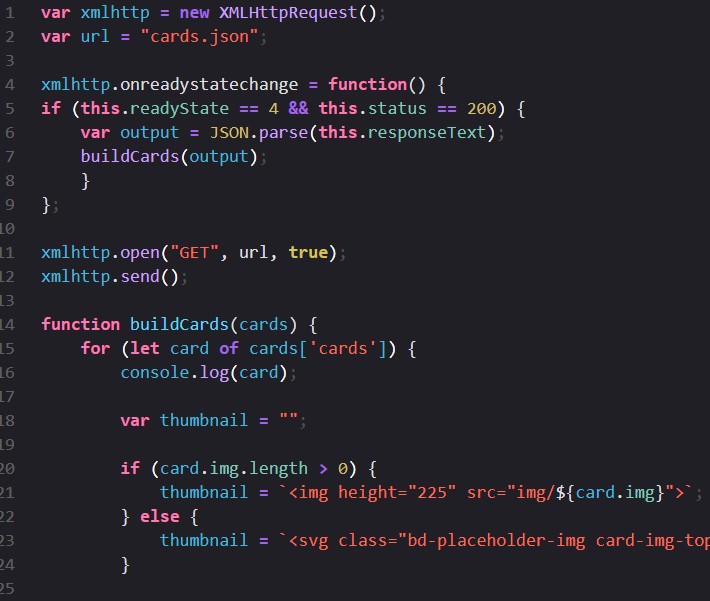 1 var xmlhttp = new XMLHttpRequest();
2 var url = "cards.json";
3
4 xmlhttp.onreadystatechange = function() {
5 if (this.readyState == 4 && this.status == 200) {
6     var output = JSON.parse(this.responseText);
7     buildCards(output);
8     }
9 };
10
11 xmlhttp.open("GET", url, true);
12 xmlhttp.send();
13
14 function buildCards(cards) {
15     for (let card of cards['cards']) {
16         console.log(card);
17
18         var thumbnail = "";
19
20         if (card.img.length > 0) {
21             thumbnail = `<img height="225" src="img/${card.img}">`;
22         } else {
23             thumbnail = `<svg class="bd-placeholder-img card-img-top
24         }
25